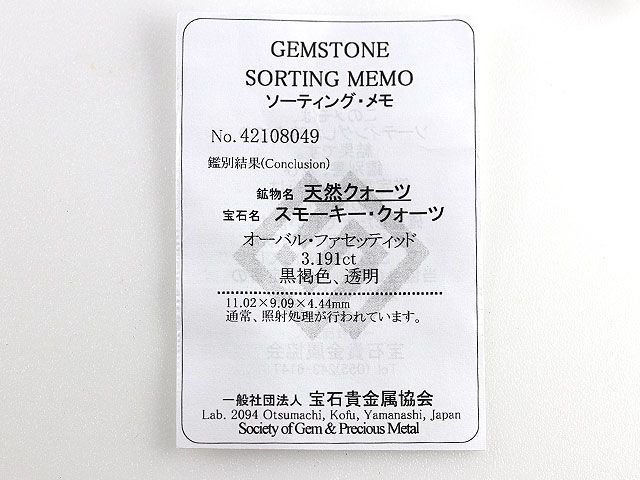 GEMSTONE
SORTING MEMO
ソーティング・メモ
No. 42108049
鑑別結果(Conclusion)
鉱物名 天然クォーツ
宝石名 スモーキー・クォーツ
オーバル・ファセッティッド
3.191ct
黒褐色、透明
11.02×9.09×4.44mm
通常、照射処理が行われています。
一般社団法人 宝石貴金属協会
Lab. 2094 Otsumachi, Kofu, Yamanashi, Japan
Society of Gem & Precious Metal